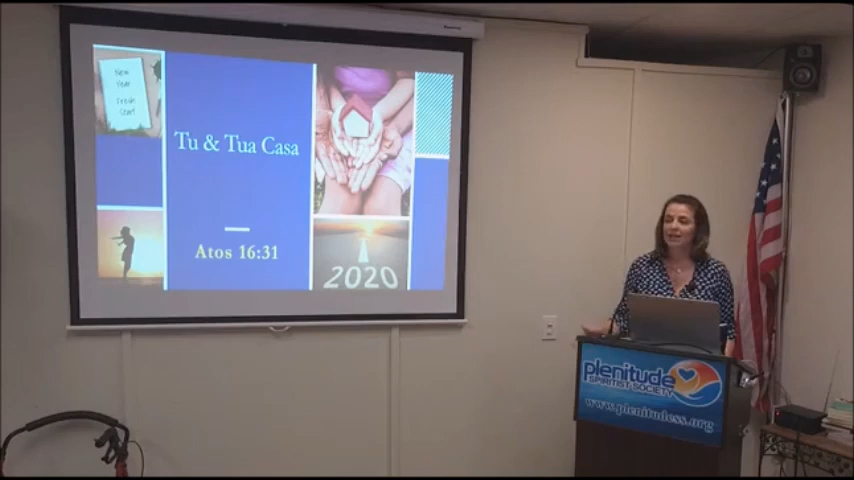 New
Year
Fresh
Start
Tu & Tua Casa
Atos 16:31
2020
plenitude
SPIRITIST SOCIETY
www.plenitudess.org